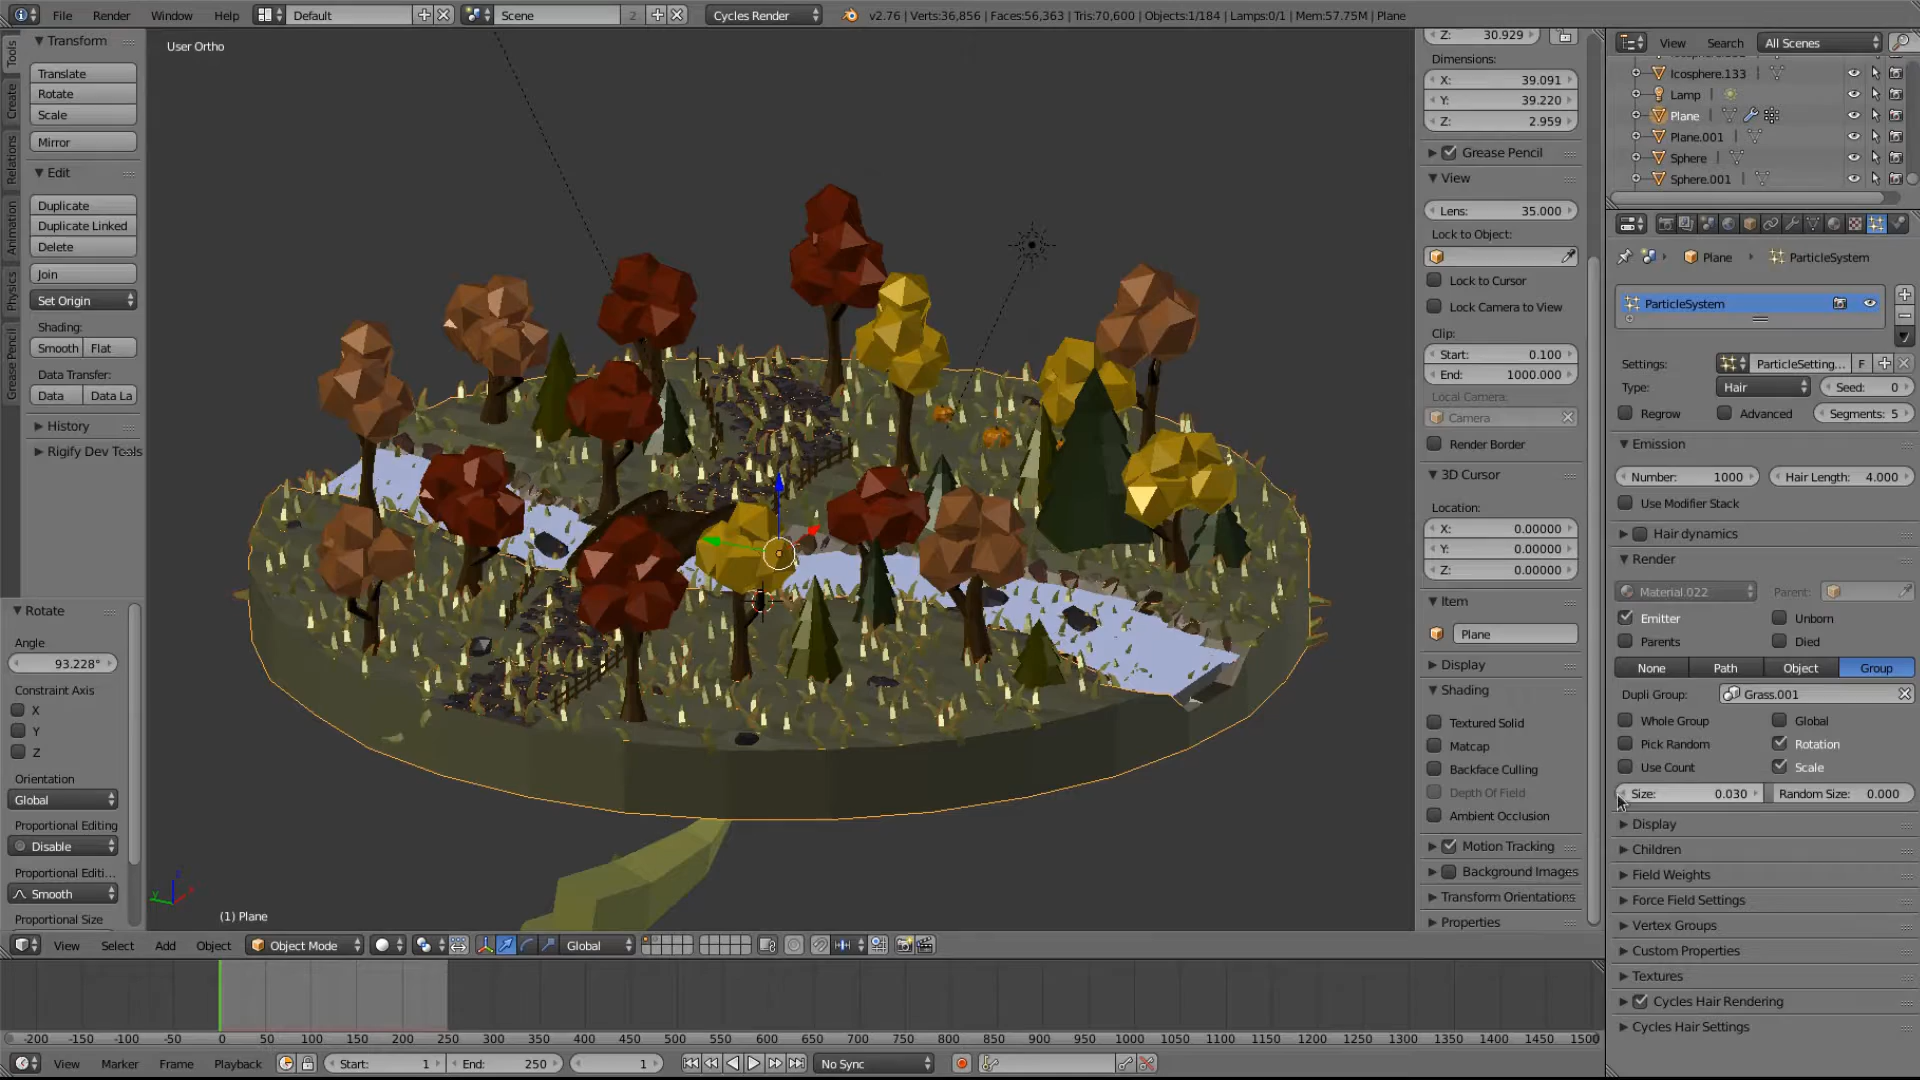 File Render Window Help Default Scene 2 Cycles Render v2.76 | Verts:36,856 | Faces:56,363 | Tris:70,600 | Objects:1/184 | Lamps:0/1 | Mem:57.75M | Plane
Tools
Create
Relations
Animation
Physics
Grease Pencil
Transform
Translate
Rotate
Scale
Mirror
Edit
Duplicate
Duplicate Linked
Delete
Join
Set Origin
Shading:
Smooth Flat
Data Transfer:
Data Data La
History
Rigify Dev Tools
Rotate
Angle
93.228°
Constraint Axis
X
Y
Z
Orientation
Global
Proportional Editing
Disable
Proportional Editi...
Smooth
Proportional Size
User Ortho
(1) Plane
Z: 30.929
Dimensions:
X: 39.091
Y: 39.220
Z: 2.959
Grease Pencil
View
Lens: 35.000
Lock to Object:
Lock to Cursor
Lock Camera to View
Clip:
Start: 0.100
End: 1000.000
Local Camera:
Camera
Render Border
3D Cursor
Location:
X: 0.00000
Y: 0.00000
Z: 0.00000
Item
Plane
Display
Shading
Textured Solid
Matcap
Backface Culling
Depth Of Field
Ambient Occlusion
Motion Tracking
Background Images
Transform Orientations
Properties
View Search All Scenes
Icosphere.133
Lamp
Plane
Plane.001
Sphere
Sphere.001
Plane ParticleSystem
ParticleSystem
Settings: ParticleSetting... F
Type: Hair Seed: 0
Regrow Advanced Segments: 5
Emission
Number: 1000 Hair Length: 4.000
Use Modifier Stack
Hair dynamics
Render
Material.022 Parent:
Emitter Unborn
Parents Died
None Path Object Group
Dupli Group: Grass.001
Whole Group Global
Pick Random Rotation
Use Count Scale
Size: 0.030 Random Size: 0.000
Display
Children
Field Weights
Force Field Settings
Vertex Groups
Custom Properties
Textures
Cycles Hair Rendering
Cycles Hair Settings
View Select Add Object Object Mode Global
-200 -150 -100 -50 0 50 100 150 200 250 300 350 400 450 500 550 600 650 700 750 800 850 900 950 1000 1050 1100 1150 1200 1250 1300 1350 1400 1450 1500
View Marker Frame Playback Start: 1 End: 250 1 No Sync